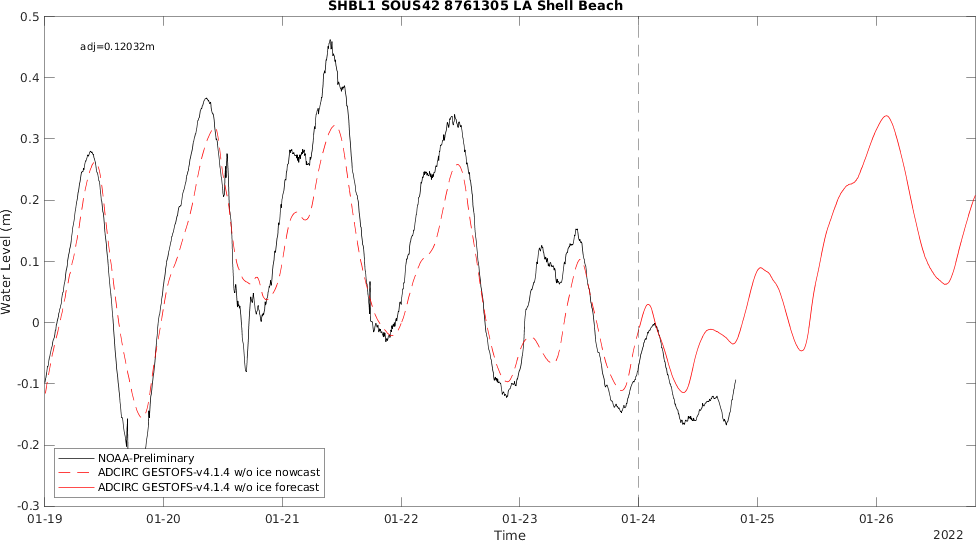 SHBL1 SOUS42 8761305 LA Shell Beach
adj=0.12032m
Water Level (m)
0.5
0.4
0.3
0.2
0.1
0
-0.1
-0.2
-0.3
NOAA-Preliminary
ADCIRC GESTOFS-v4.1.4 w/o ice nowcast
ADCIRC GESTOFS-v4.1.4 w/o ice forecast
01-19 01-20 01-21 01-22 01-23 01-24 01-25 01-26
Time
2022